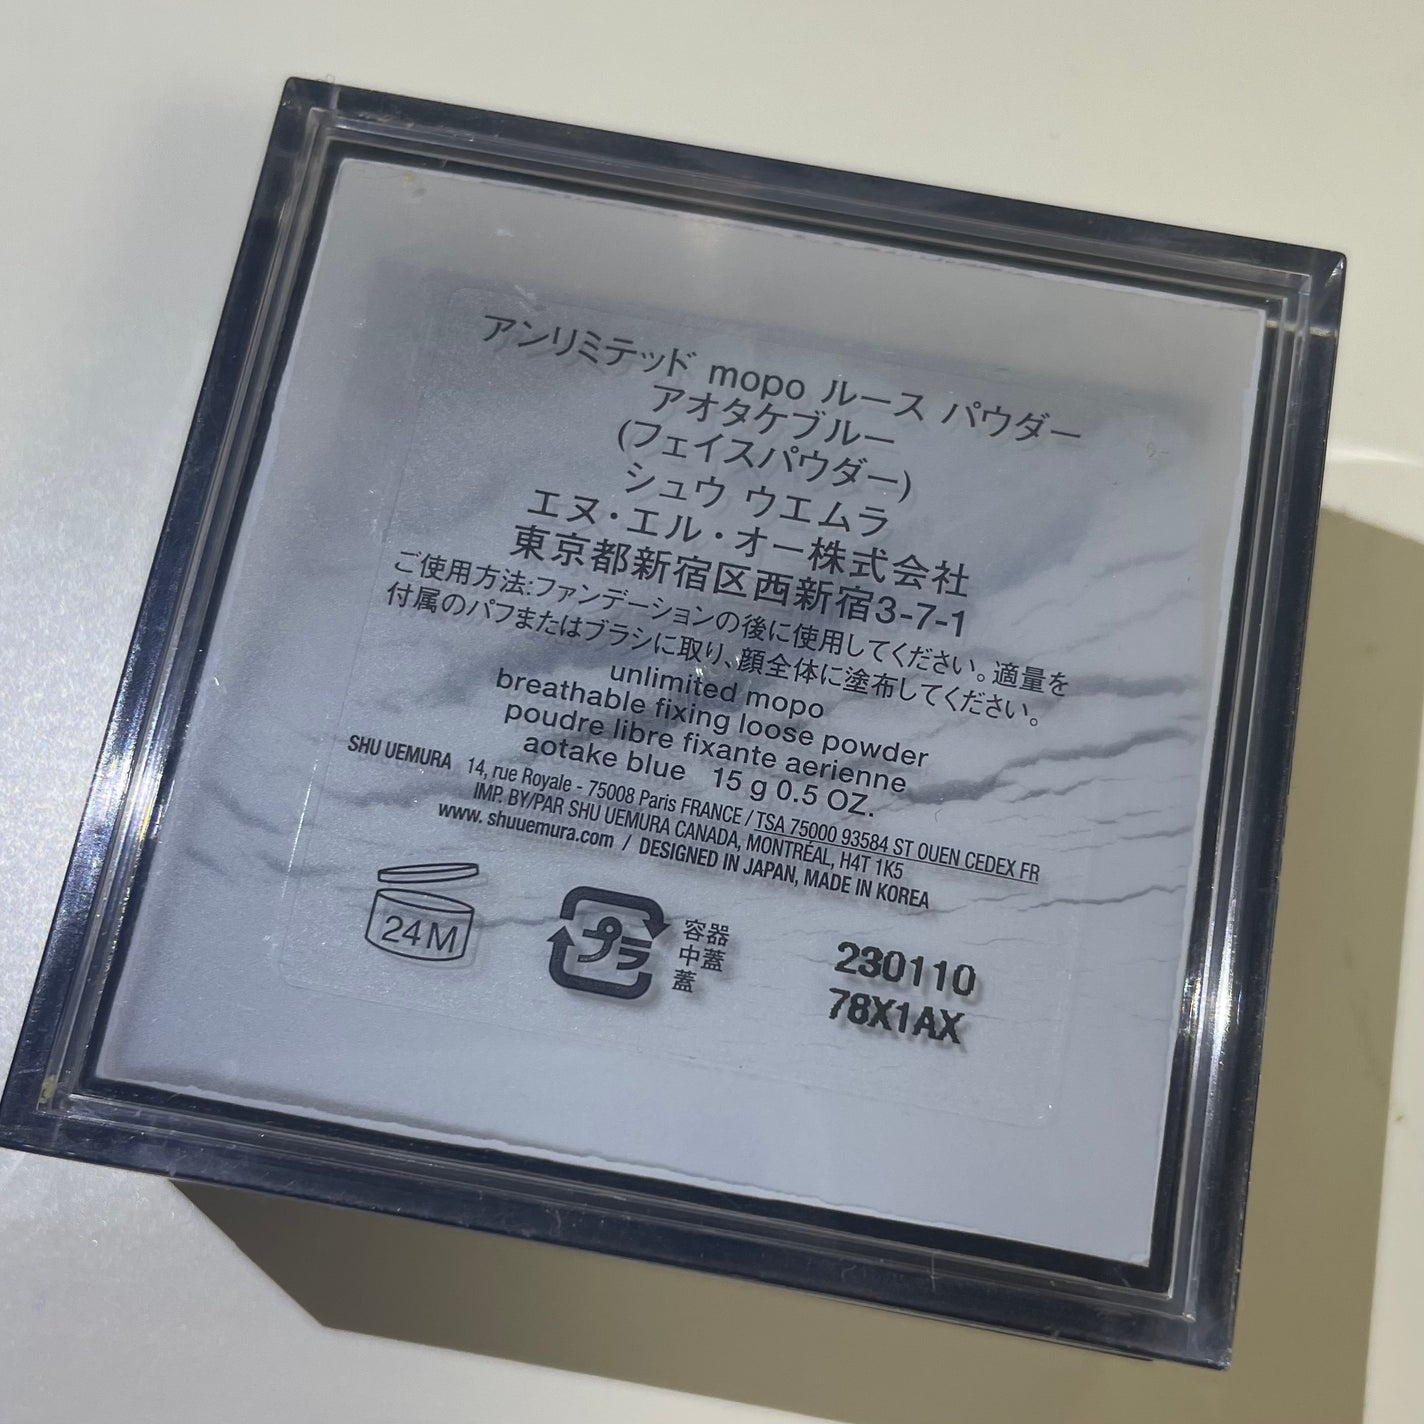 アンリミテッド mopo ルース パウダー
アオタケブルー
(フェイスパウダー)
シュウ ウエムラ
エヌ・エル・オー株式会社
東京都新宿区西新宿3-7-1
ご使用方法:ファンデーションの後に使用してください。適量を
付属のパフまたはブラシに取り、顔全体に塗布してください。
unlimited mopo
breathable fixing loose powder
poudre libre fixante aerienne
aotake blue 15 g 0.5 OZ.
SHU UEMURA 14, rue Royale - 75008 Paris FRANCE / TSA 75000 93584 ST OUEN CEDEX FR
IMP. BY/PAR SHU UEMURA CANADA, MONTRÉAL, H4T 1K5
www. shuuemura.com / DESIGNED IN JAPAN, MADE IN KOREA
24M
プラ
容器
中蓋
蓋
230110
78X1AX